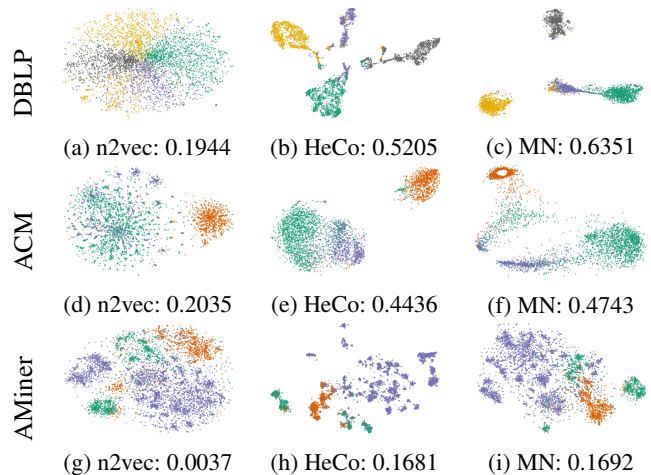 DBLP
(a) n2vec: 0.1944 (b) HeCo: 0.5205 (c) MN: 0.6351
ACM
(d) n2vec: 0.2035 (e) HeCo: 0.4436 (f) MN: 0.4743
AMiner
(g) n2vec: 0.0037 (h) HeCo: 0.1681 (i) MN: 0.1692